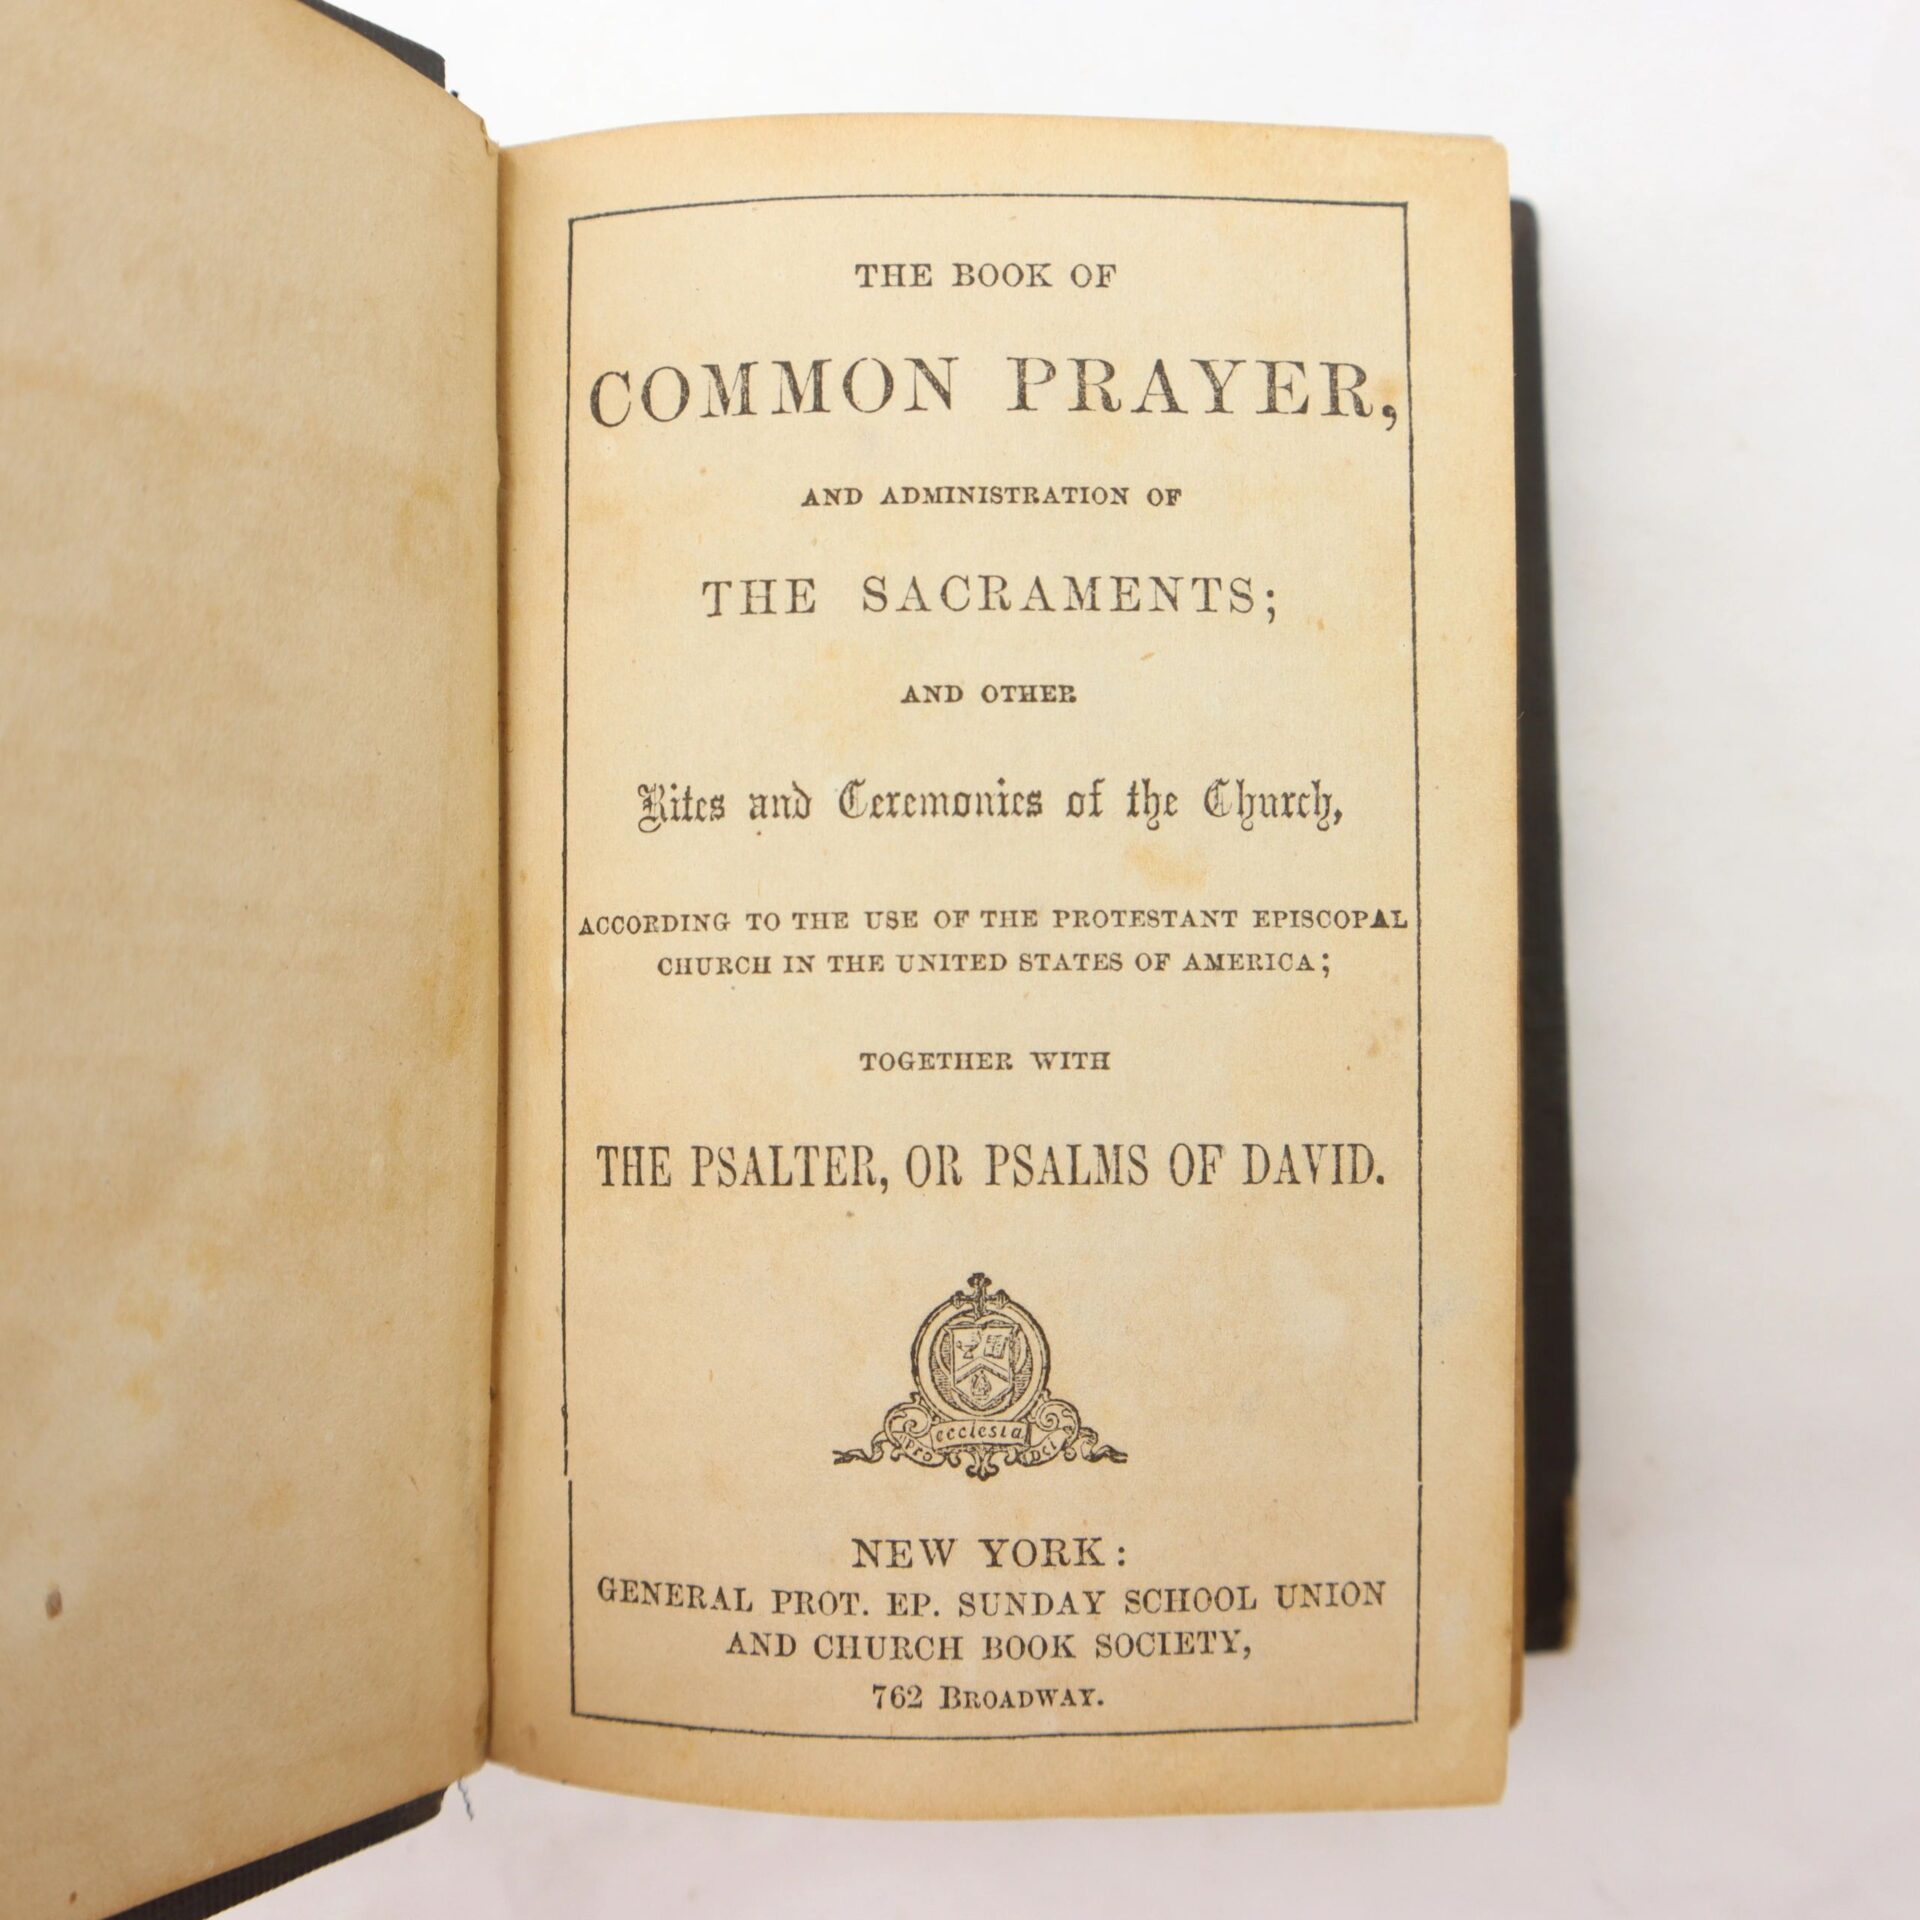 THE BOOK OF
COMMON PRAYER,
AND ADMINISTRATION OF
THE SACRAMENTS;
AND OTHER
Rites and Ceremonies of the Church,
ACCORDING TO THE USE OF THE PROTESTANT EPISCOPAL
CHURCH IN THE UNITED STATES OF AMERICA;
TOGETHER WITH
THE PSALTER, OR PSALMS OF DAVID.
pro ecclesia Dei
NEW YORK:
GENERAL PROT. EP. SUNDAY SCHOOL UNION
AND CHURCH BOOK SOCIETY,
762 BROADWAY.